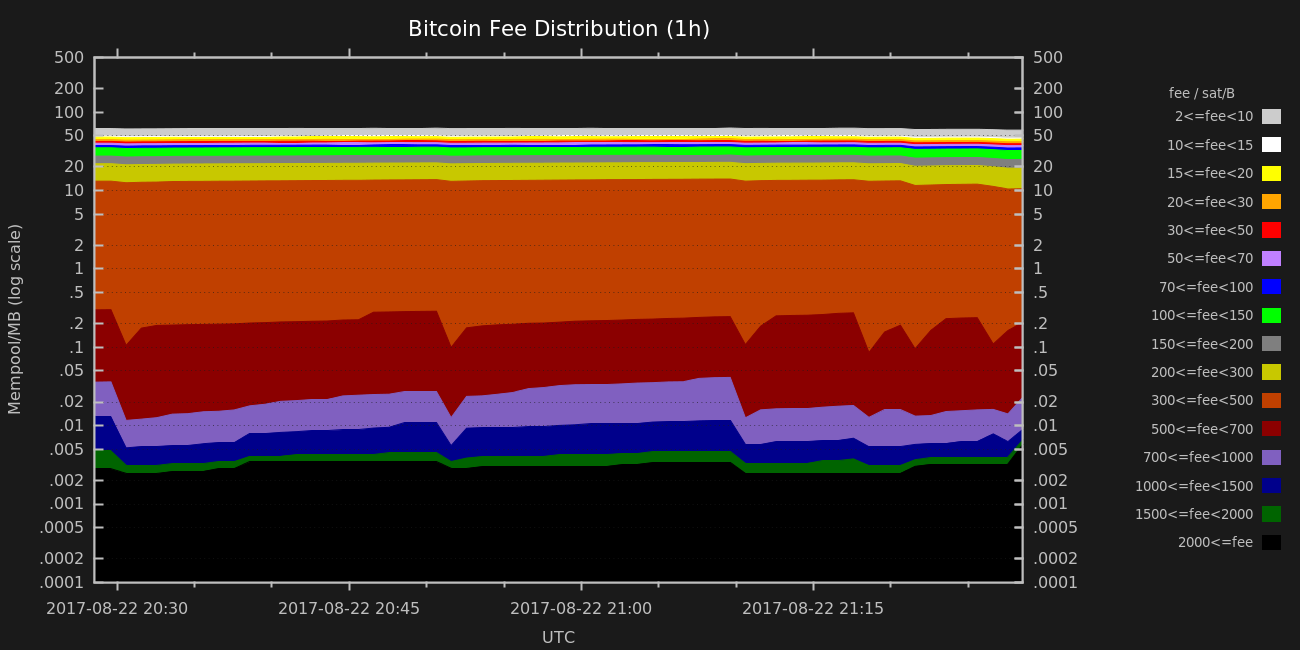 Bitcoin Fee Distribution (1h)
500 500
200 200
100 100
50 50
20 20
10 10
5 5
2 2
1 1
.5 .5
.2 .2
.1 .1
.05 .05
.02 .02
.01 .01
.005 .005
.002 .002
.001 .001
.0005 .0005
.0002 .0002
.0001 .0001
Mempool/MB (log scale)
2017-08-22 20:30 2017-08-22 20:45 2017-08-22 21:00 2017-08-22 21:15
UTC
fee / sat/B
2<=fee<10
10<=fee<15
15<=fee<20
20<=fee<30
30<=fee<50
50<=fee<70
70<=fee<100
100<=fee<150
150<=fee<200
200<=fee<300
300<=fee<500
500<=fee<700
700<=fee<1000
1000<=fee<1500
1500<=fee<2000
2000<=fee